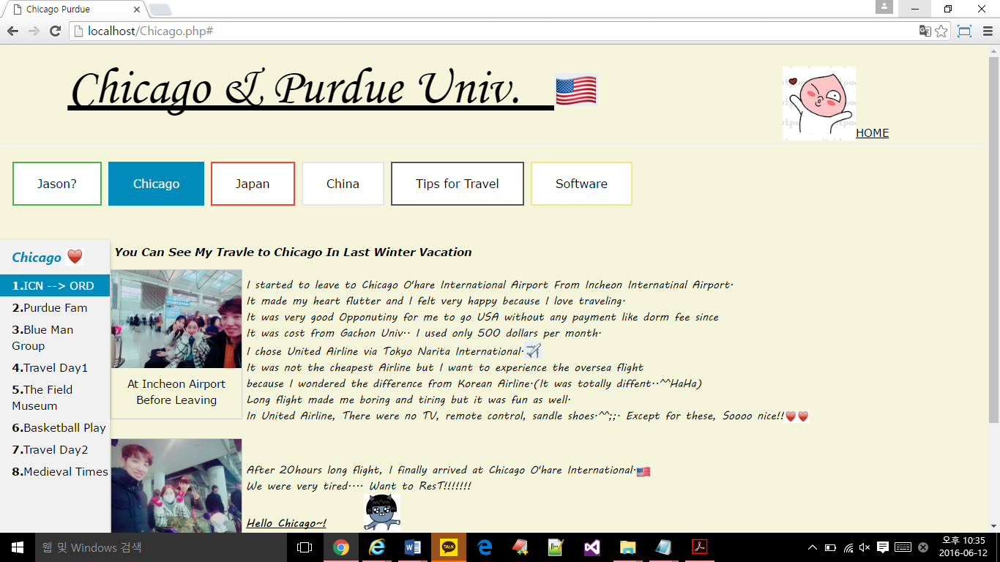 Chicago Purdue
localhost/Chicago.php#
Chicago & Purdue Univ.
HOME
Jason?
Chicago
Japan
China
Tips for Travel
Software
Chicago
1.ICN --> ORD
2.Purdue Fam
3.Blue Man
Group
4.Travel Day1
5.The Field
Museum
6.Basketball Play
7.Travel Day2
8.Medieval Times
You Can See My Travle to Chicago In Last Winter Vacation
At Incheon Airport
Before Leaving
I started to leave to Chicago O'hare International Airport From Incheon Internatinal Airport.
It made my heart flutter and I felt very happy because I love traveling.
It was very good Opponutiny for me to go USA without any payment like dorm fee since
It was cost from Gachon Univ.. I used only 500 dollars per month.
I chose United Airline via Tokyo Narita International.
It was not the cheapest Airline but I want to experience the oversea flight
because I wondered the difference from Korean Airline.(It was totally diffent..^^HaHa)
Long flight made me boring and tiring but it was fun as well.
In United Airline, There were no TV, remote control, sandle shoes.^^;;. Except for these, Soooo nice!!
After 20hours long flight, I finally arrived at Chicago O'hare International.
We were very tired.... Want to ResT!!!!!!!
Hello Chicago~!
웹 및 Windows 검색
TALK
오후 10:35
2016-06-12